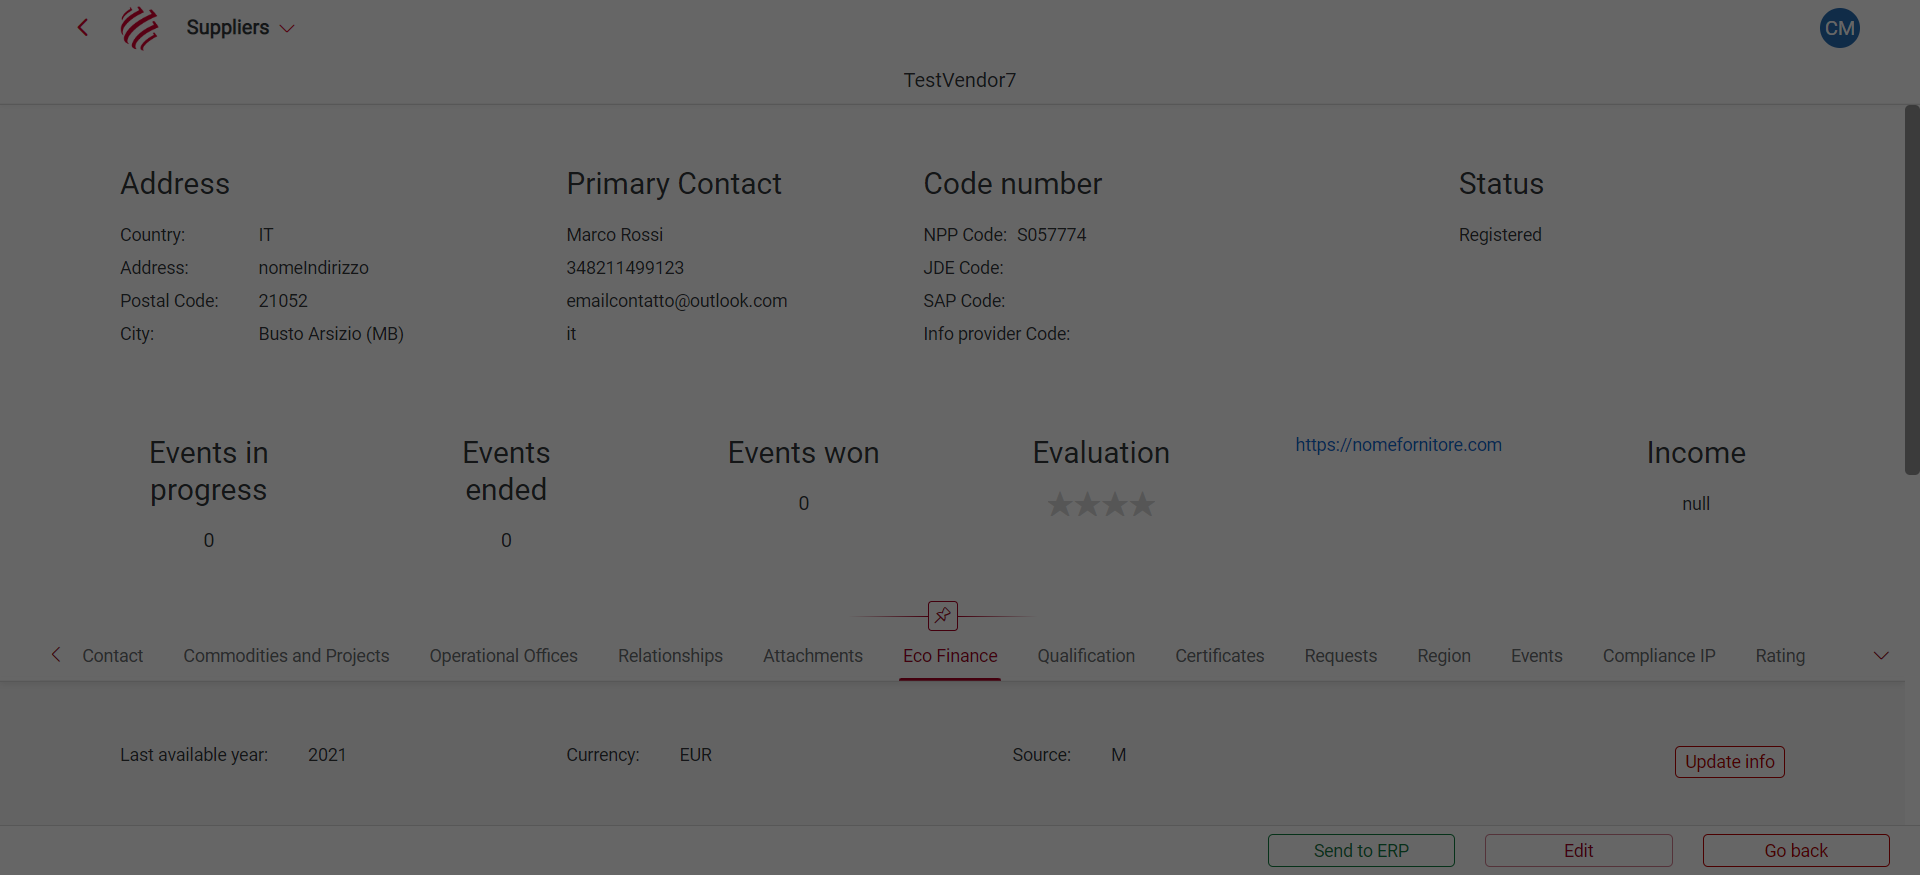 Suppliers
CM
TestVendor7
Address
Country: IT
Address: nomeIndirizzo
Postal Code: 21052
City: Busto Arsizio (MB)
Primary Contact
Marco Rossi
348211499123
emailcontatto@outlook.com
it
Code number
NPP Code: S057774
JDE Code:
SAP Code:
Info provider Code:
Status
Registered
Events in
progress
0
Events
ended
0
Events won
0
Evaluation
https://nomefornitore.com
Income
null
Contact Commodities and Projects Operational Offices Relationships Attachments Eco Finance Qualification Certificates Requests Region Events Compliance IP Rating
Last available year: 2021 Currency: EUR Source: M
Update info
Send to ERP Edit Go back